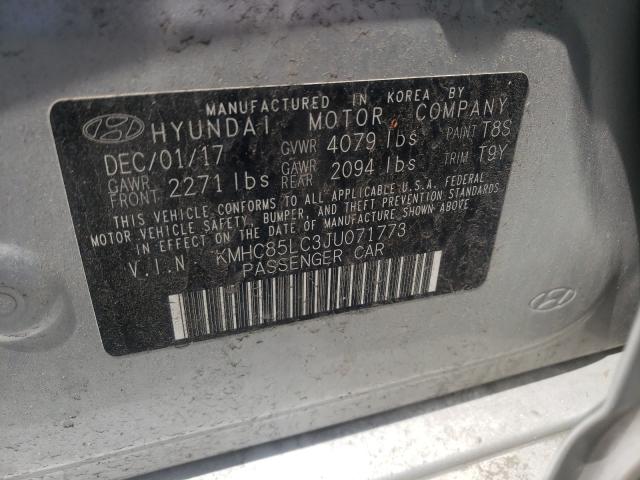 MANUFACTURED IN KOREA BY
HYUNDAI MOTOR COMPANY
DEC/01/17 GVWR 4079 lbs PAINT T8S
GAWR FRONT 2271 lbs GAWR REAR 2094 lbs TRIM T9Y
THIS VEHICLE CONFORMS TO ALL APPLICABLE U.S.A. FEDERAL
MOTOR VEHICLE SAFETY, BUMPER, AND THEFT PREVENTION STANDARDS
IN EFFECT ON THE DATE OF MANUFACTURE SHOWN ABOVE.
V.I.N KMHC85LC3JU071773
PASSENGER CAR